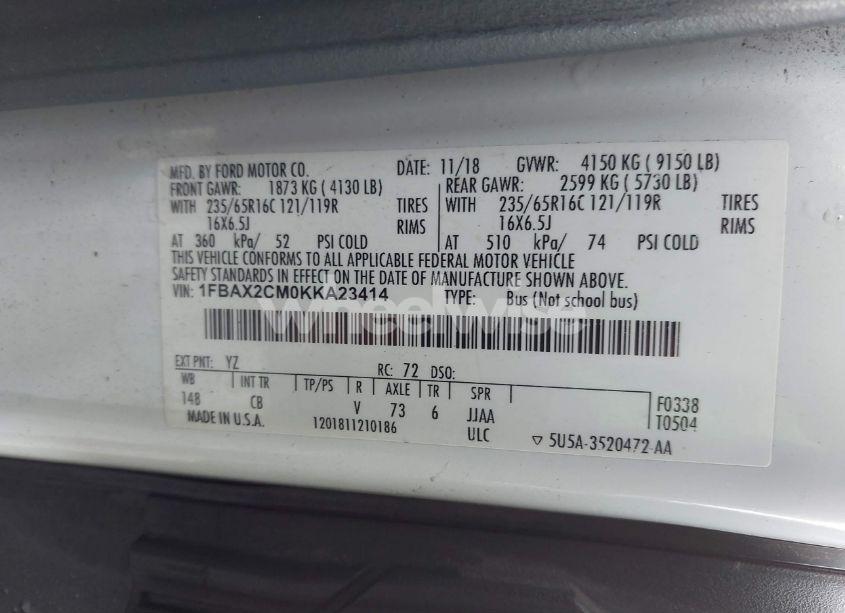 MFD. BY FORD MOTOR CO. DATE: 11/18 GVWR: 4150 KG ( 9150 LB)
FRONT GAWR: 1873 KG ( 4130 LB) REAR GAWR: 2599 KG ( 5730 LB)
WITH 235/65R16C 121/119R TIRES WITH 235/65R16C 121/119R TIRES
16X6.5J RIMS 16X6.5J RIMS
AT 360 kPa/ 52 PSI COLD AT 510 kPa/ 74 PSI COLD
THIS VEHICLE CONFORMS TO ALL APPLICABLE FEDERAL MOTOR VEHICLE
SAFETY STANDARDS IN EFFECT ON THE DATE OF MANUFACTURE SHOWN ABOVE.
VIN: 1FBAX2CM0KKA23414 TYPE: Bus (Not school bus)
Wheelwise
EXT PNT: YZ RC: 72 DSO:
WB INT TR TP/PS R AXLE TR SPR
148 CB V 73 6 JJAA F0338
MADE IN U.S.A. 1201811210186 ULC T0504
5U5A-3520472-AA